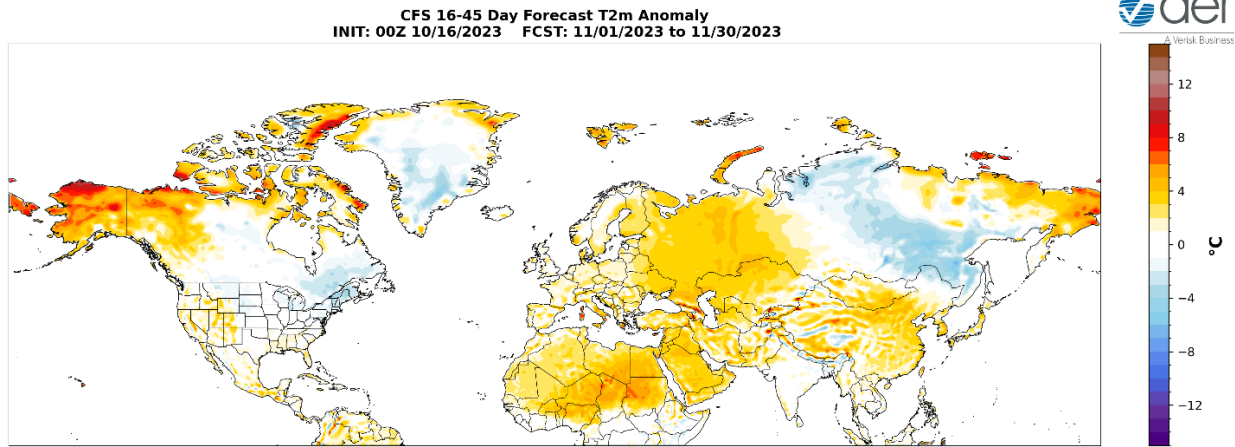 CFS 16-45 Day Forecast T2m Anomaly
INIT: 00Z 10/16/2023 FCST: 11/01/2023 to 11/30/2023
aer
A Verisk Business
12
8
4
0
−4
−8
−12
°C